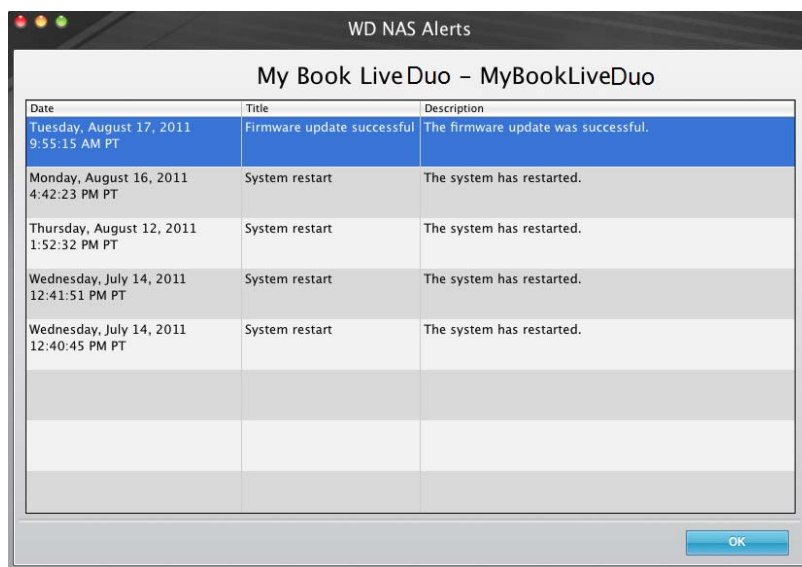 WD NAS Alerts
My Book Live Duo – MyBookLiveDuo
Date Title Description
Tuesday, August 17, 2011 Firmware update successful The firmware update was successful.
9:55:15 AM PT
Monday, August 16, 2011 System restart The system has restarted.
4:42:23 PM PT
Thursday, August 12, 2011 System restart The system has restarted.
1:52:32 PM PT
Wednesday, July 14, 2011 System restart The system has restarted.
12:41:51 PM PT
Wednesday, July 14, 2011 System restart The system has restarted.
12:40:45 PM PT
OK